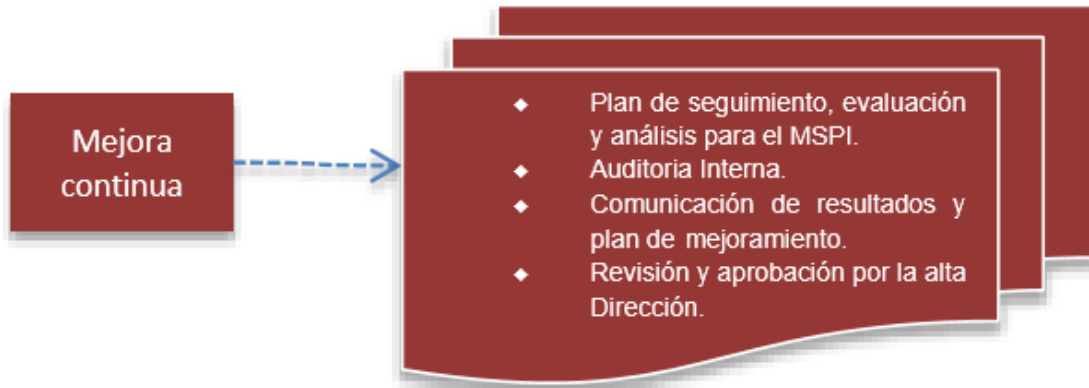 Mejora
continua
◆ Plan de seguimiento, evaluación
y análisis para el MSPI.
◆ Auditoria Interna.
◆ Comunicación de resultados y
plan de mejoramiento.
◆ Revisión y aprobación por la alta
Dirección.